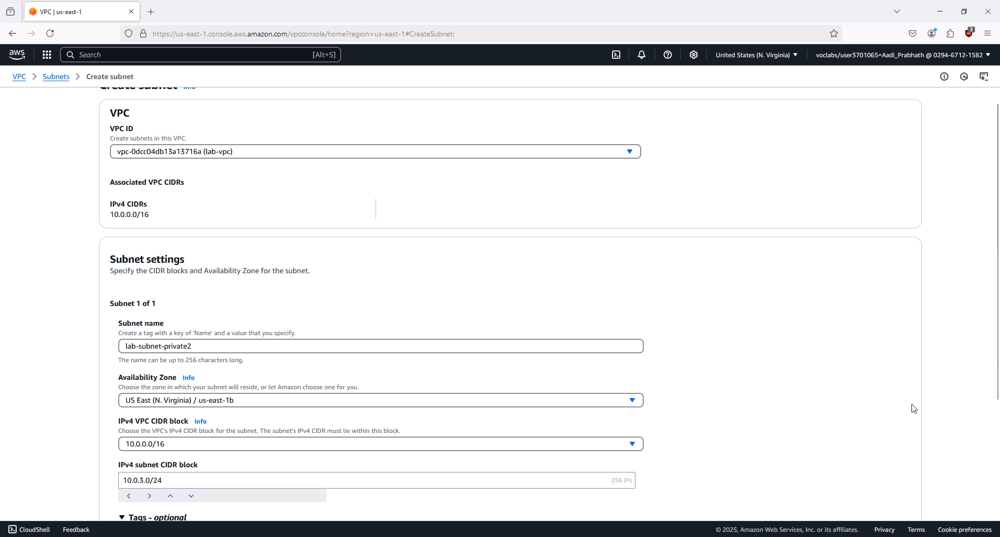 VPC | us-east-1
https://us-east-1.console.aws.amazon.com/vpcconsole/home?region=us-east-1#CreateSubnet:
3
aws
Search
[Alt+S]
United States (N. Virginia)
voclabs/user3701065=Aadi_Prabhath @ 0294-6712-1582
VPC
Subnets
Create subnet
Create subnet Info
VPC
VPC ID
Create subnets in this VPC.
vpc-0dcc04db13a13716a (lab-vpc)
Associated VPC CIDRs
IPv4 CIDRs
10.0.0.0/16
Subnet settings
Specify the CIDR blocks and Availability Zone for the subnet.
Subnet 1 of 1
Subnet name
Create a tag with a key of 'Name' and a value that you specify.
lab-subnet-private2
The name can be up to 256 characters long.
Availability Zone Info
Choose the zone in which your subnet will reside, or let Amazon choose one for you.
US East (N. Virginia) / us-east-1b
IPv4 VPC CIDR block Info
Choose the VPC's IPv4 CIDR block for the subnet. The subnet's IPv4 CIDR must lie within this block.
10.0.0.0/16
IPv4 subnet CIDR block
10.0.3.0/24
256 IPs
Tags - optional
CloudShell
Feedback
© 2025, Amazon Web Services, Inc. or its affiliates.
Privacy
Terms
Cookie preferences